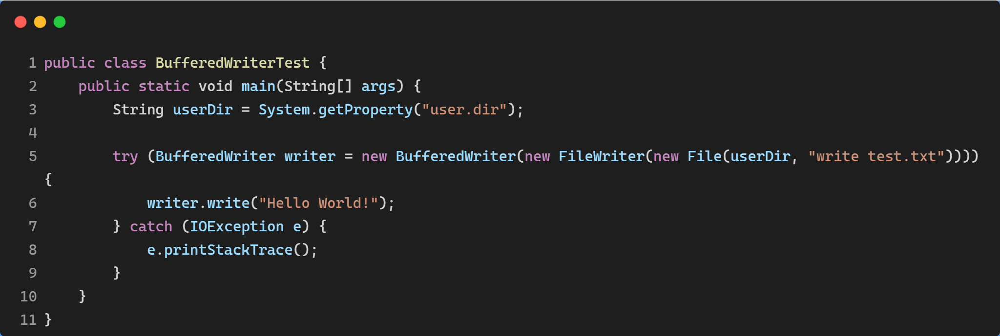 1 public class BufferedWriterTest {
2     public static void main(String[] args) {
3         String userDir = System.getProperty("user.dir");
4
5         try (BufferedWriter writer = new BufferedWriter(new FileWriter(new File(userDir, "write test.txt"))))
{
6             writer.write("Hello World!");
7         } catch (IOException e) {
8             e.printStackTrace();
9         }
10     }
11 }